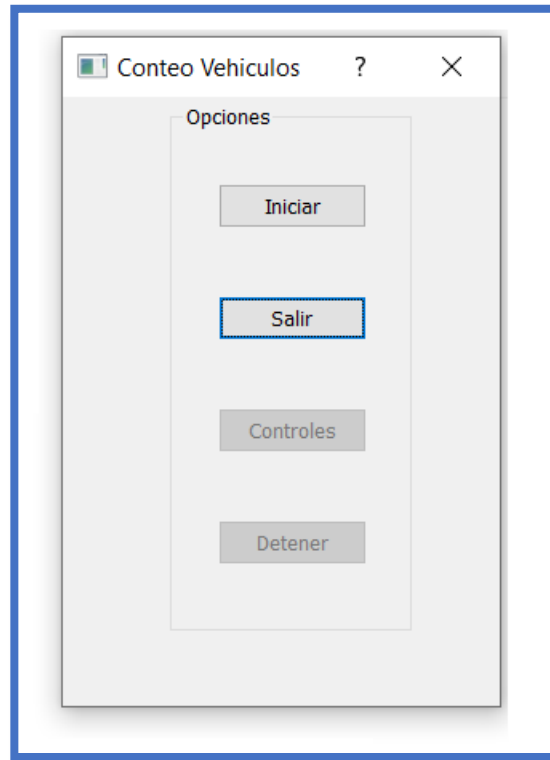 Conteo Vehiculos ?
Opciones
Iniciar
Salir
Controles
Detener